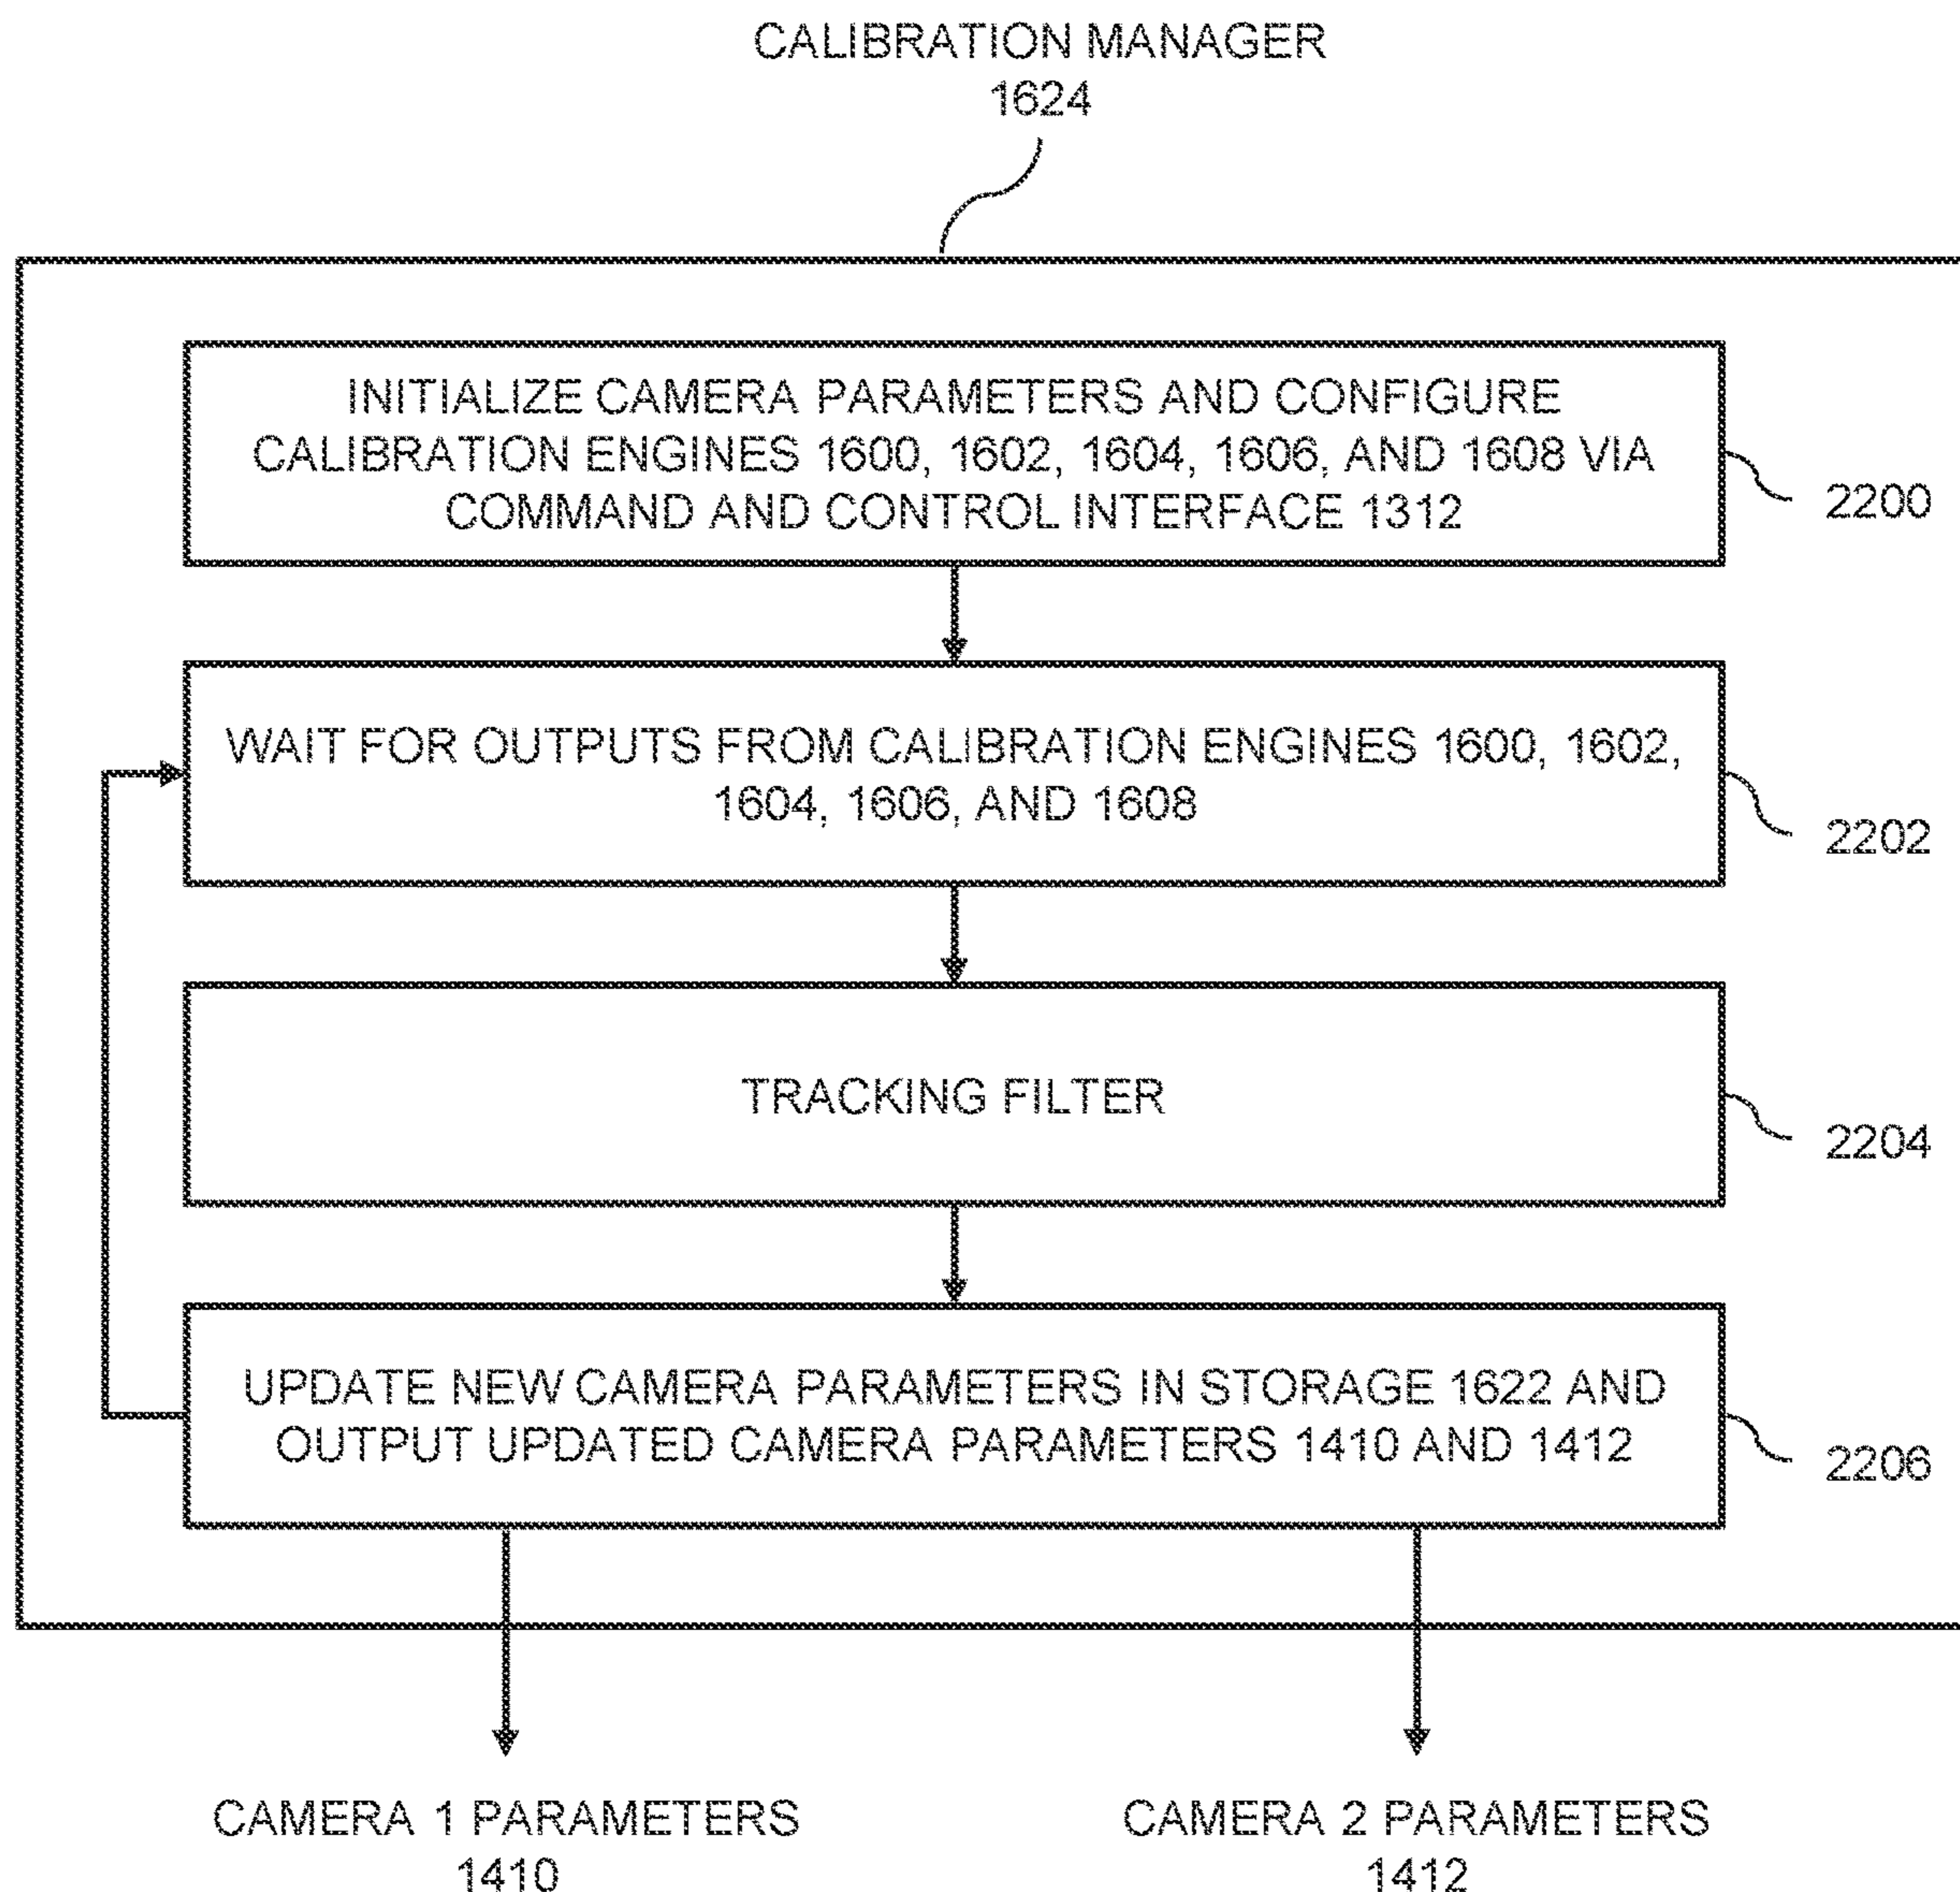 CALIBRATION MANAGER
1624
INITIALIZE CAMERA PARAMETERS AND CONFIGURE
CALIBRATION ENGINES 1600, 1602, 1604, 1606, AND 1608 VIA
COMMAND AND CONTROL INTERFACE 1312
2200
WAIT FOR OUTPUTS FROM CALIBRATION ENGINES 1600, 1602,
1604, 1606, AND 1608
2202
TRACKING FILTER
2204
UPDATE NEW CAMERA PARAMETERS IN STORAGE 1622 AND
OUTPUT UPDATED CAMERA PARAMETERS 1410 AND 1412
2206
CAMERA 1 PARAMETERS
1410
CAMERA 2 PARAMETERS
1412